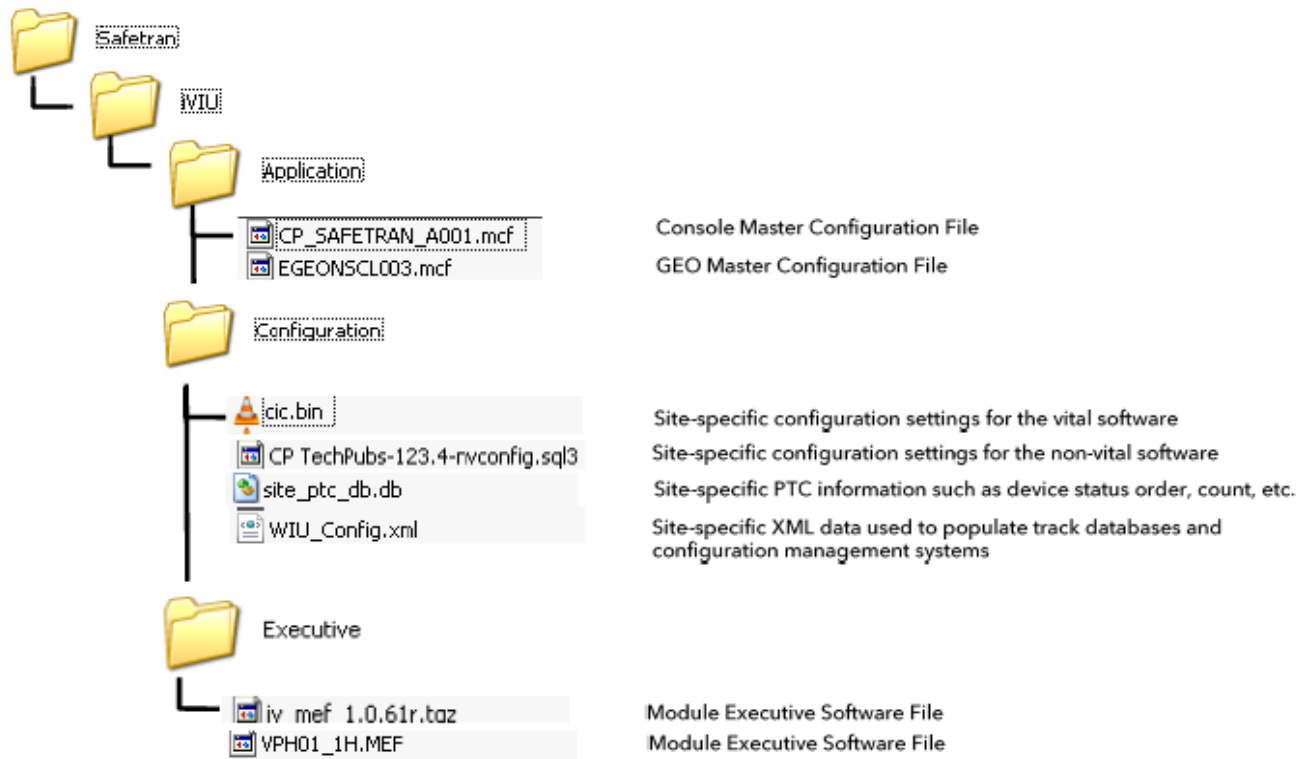 Safetran
iVIU
Application
CP_SAFETRAN_A001.mcf Console Master Configuration File
EGEONSCL003.mcf GEO Master Configuration File
Configuration
cic.bin Site-specific configuration settings for the vital software
CP TechPubs-123.4-nvconfig.sql3 Site-specific configuration settings for the non-vital software
site_ptc_db.db Site-specific PTC information such as device status order, count, etc.
WIU_Config.xml Site-specific XML data used to populate track databases and
configuration management systems
Executive
iv_mef_1.0.61r.tgz Module Executive Software File
VPH01_1H.MEF Module Executive Software File